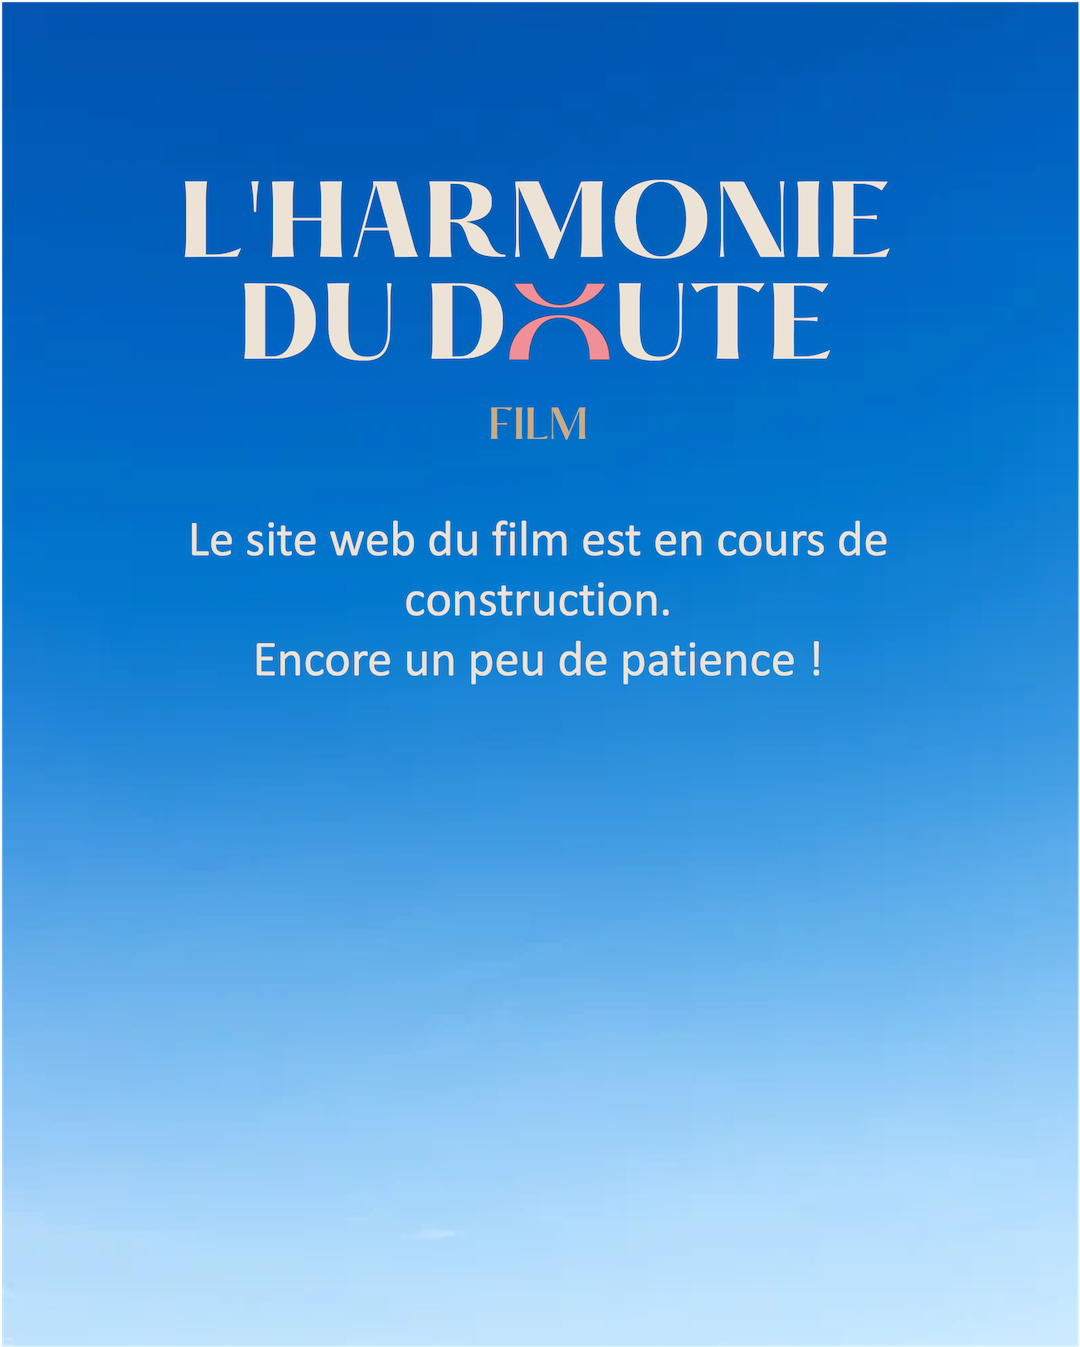 L'HARMONIE
DU DOUTE
FILM
Le site web du film est en cours de
construction.
Encore un peu de patience !